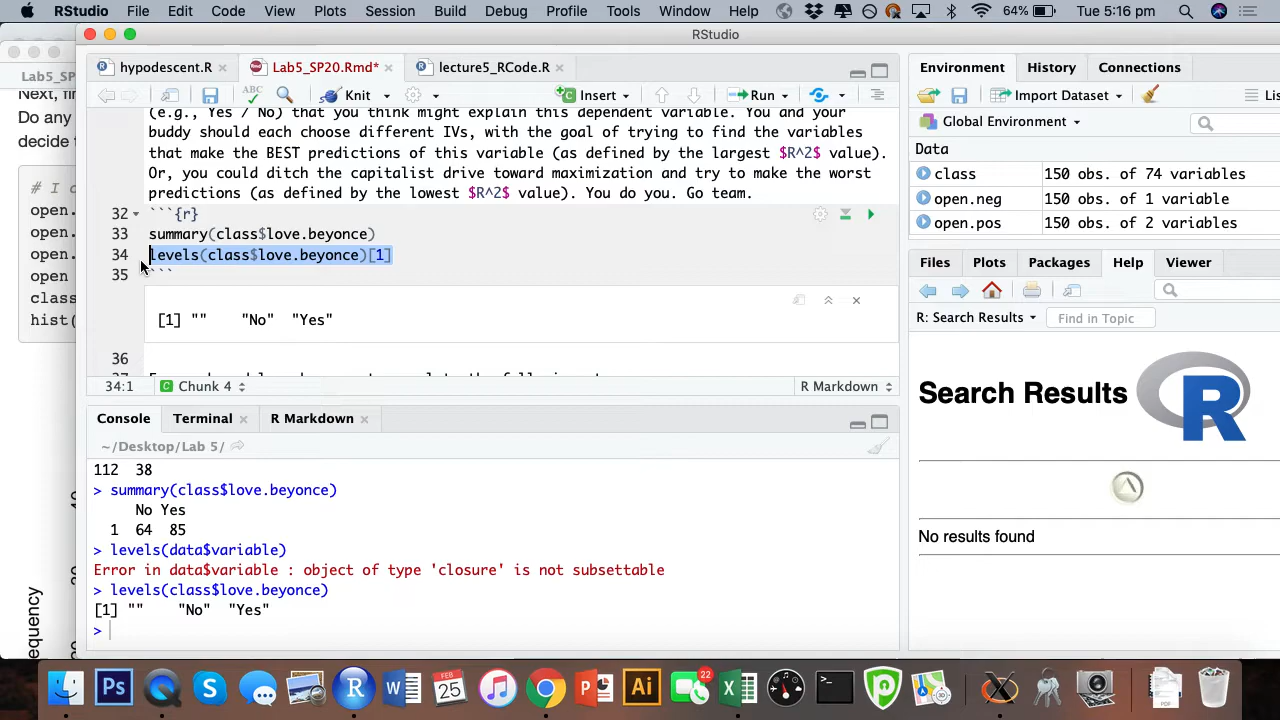 RStudio File Edit Code View Plots Session Build Debug Profile Tools Window Help 64% Tue 5:16 pm
RStudio
Lab5_SP
Next, fi
Do any
decide t
# I c
open.
open.
open
class
hist(
equency
hypodescent.R Lab5_SP20.Rmd* lecture5_RCode.R
ABC Knit Insert Run
(e.g., Yes / No) that you think might explain this dependent variable. You and your
buddy should each choose different IVs, with the goal of trying to find the variables
that make the BEST predictions of this variable (as defined by the largest $R^2$ value).
Or, you could ditch the capitalist drive toward maximization and try to make the worst
predictions (as defined by the lowest $R^2$ value). You do you. Go team.
32 ```{r}
33 summary(class$love.beyonce)
34 levels(class$love.beyonce)[1]
35 ```
[1] "" "No" "Yes"
36
34:1 Chunk 4 R Markdown
Console Terminal R Markdown
~/Desktop/Lab 5/
112 38
> summary(class$love.beyonce)
No Yes
1 64 85
> levels(data$variable)
Error in data$variable : object of type 'closure' is not subsettable
> levels(class$love.beyonce)
[1] "" "No" "Yes"
>
Environment History Connections
Import Dataset Lis
Global Environment
Data
class 150 obs. of 74 variables
open.neg 150 obs. of 1 variable
open.pos 150 obs. of 2 variables
Files Plots Help Viewer
R: Search Results Find in Topic
Search Results R
No results found
Ps S R W FEB 25 P Ai 22 X >_ P PDF